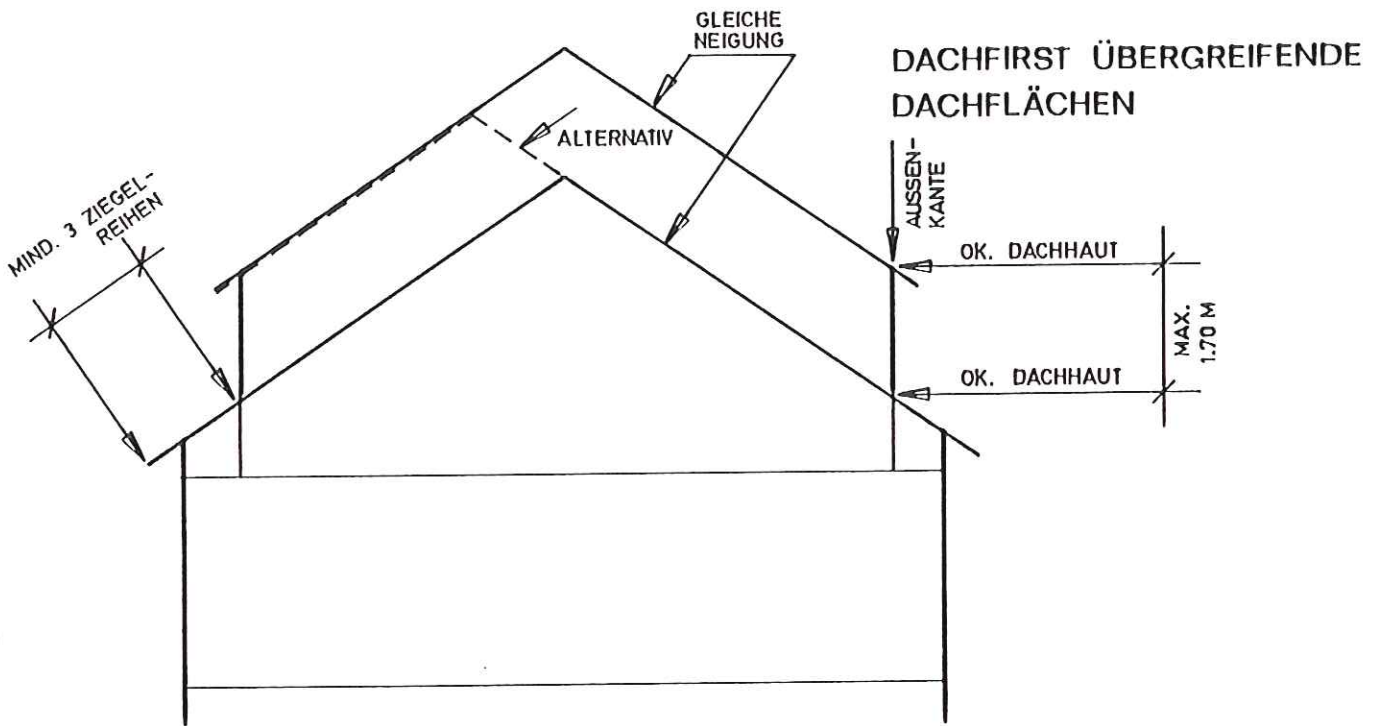 GLEICHE
NEIGUNG
DACHFIRST ÜBERGREIFENDE
DACHFLÄCHEN
ALTERNATIV
AUSSEN-
KANTE
MIND. 3 ZIEGEL-
REIHEN
OK. DACHHAUT
MAX.
1.70 M
OK. DACHHAUT